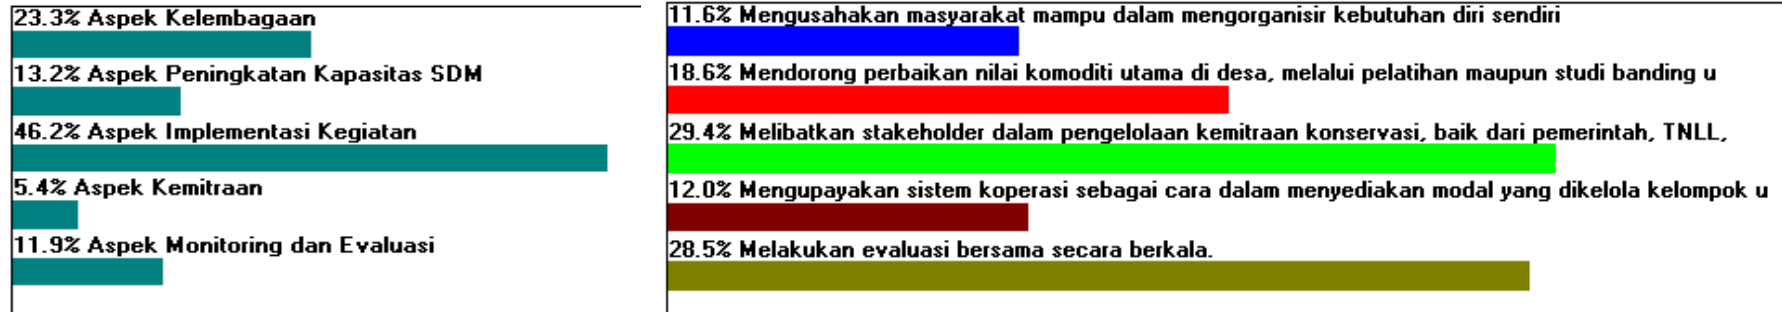 23.3% Aspek Kelembagaan
13.2% Aspek Peningkatan Kapasitas SDM
46.2% Aspek Implementasi Kegiatan
5.4% Aspek Kemitraan
11.9% Aspek Monitoring dan Evaluasi
11.6% Mengusahakan masyarakat mampu dalam mengorganisir kebutuhan diri sendiri
18.6% Mendorong perbaikan nilai komoditi utama di desa, melalui pelatihan maupun studi banding u
29.4% Melibatkan stakeholder dalam pengelolaan kemitraan konservasi, baik dari pemerintah, TNLL,
12.0% Mengupayakan sistem koperasi sebagai cara dalam menyediakan modal yang dikelola kelompok u
28.5% Melakukan evaluasi bersama secara berkala.